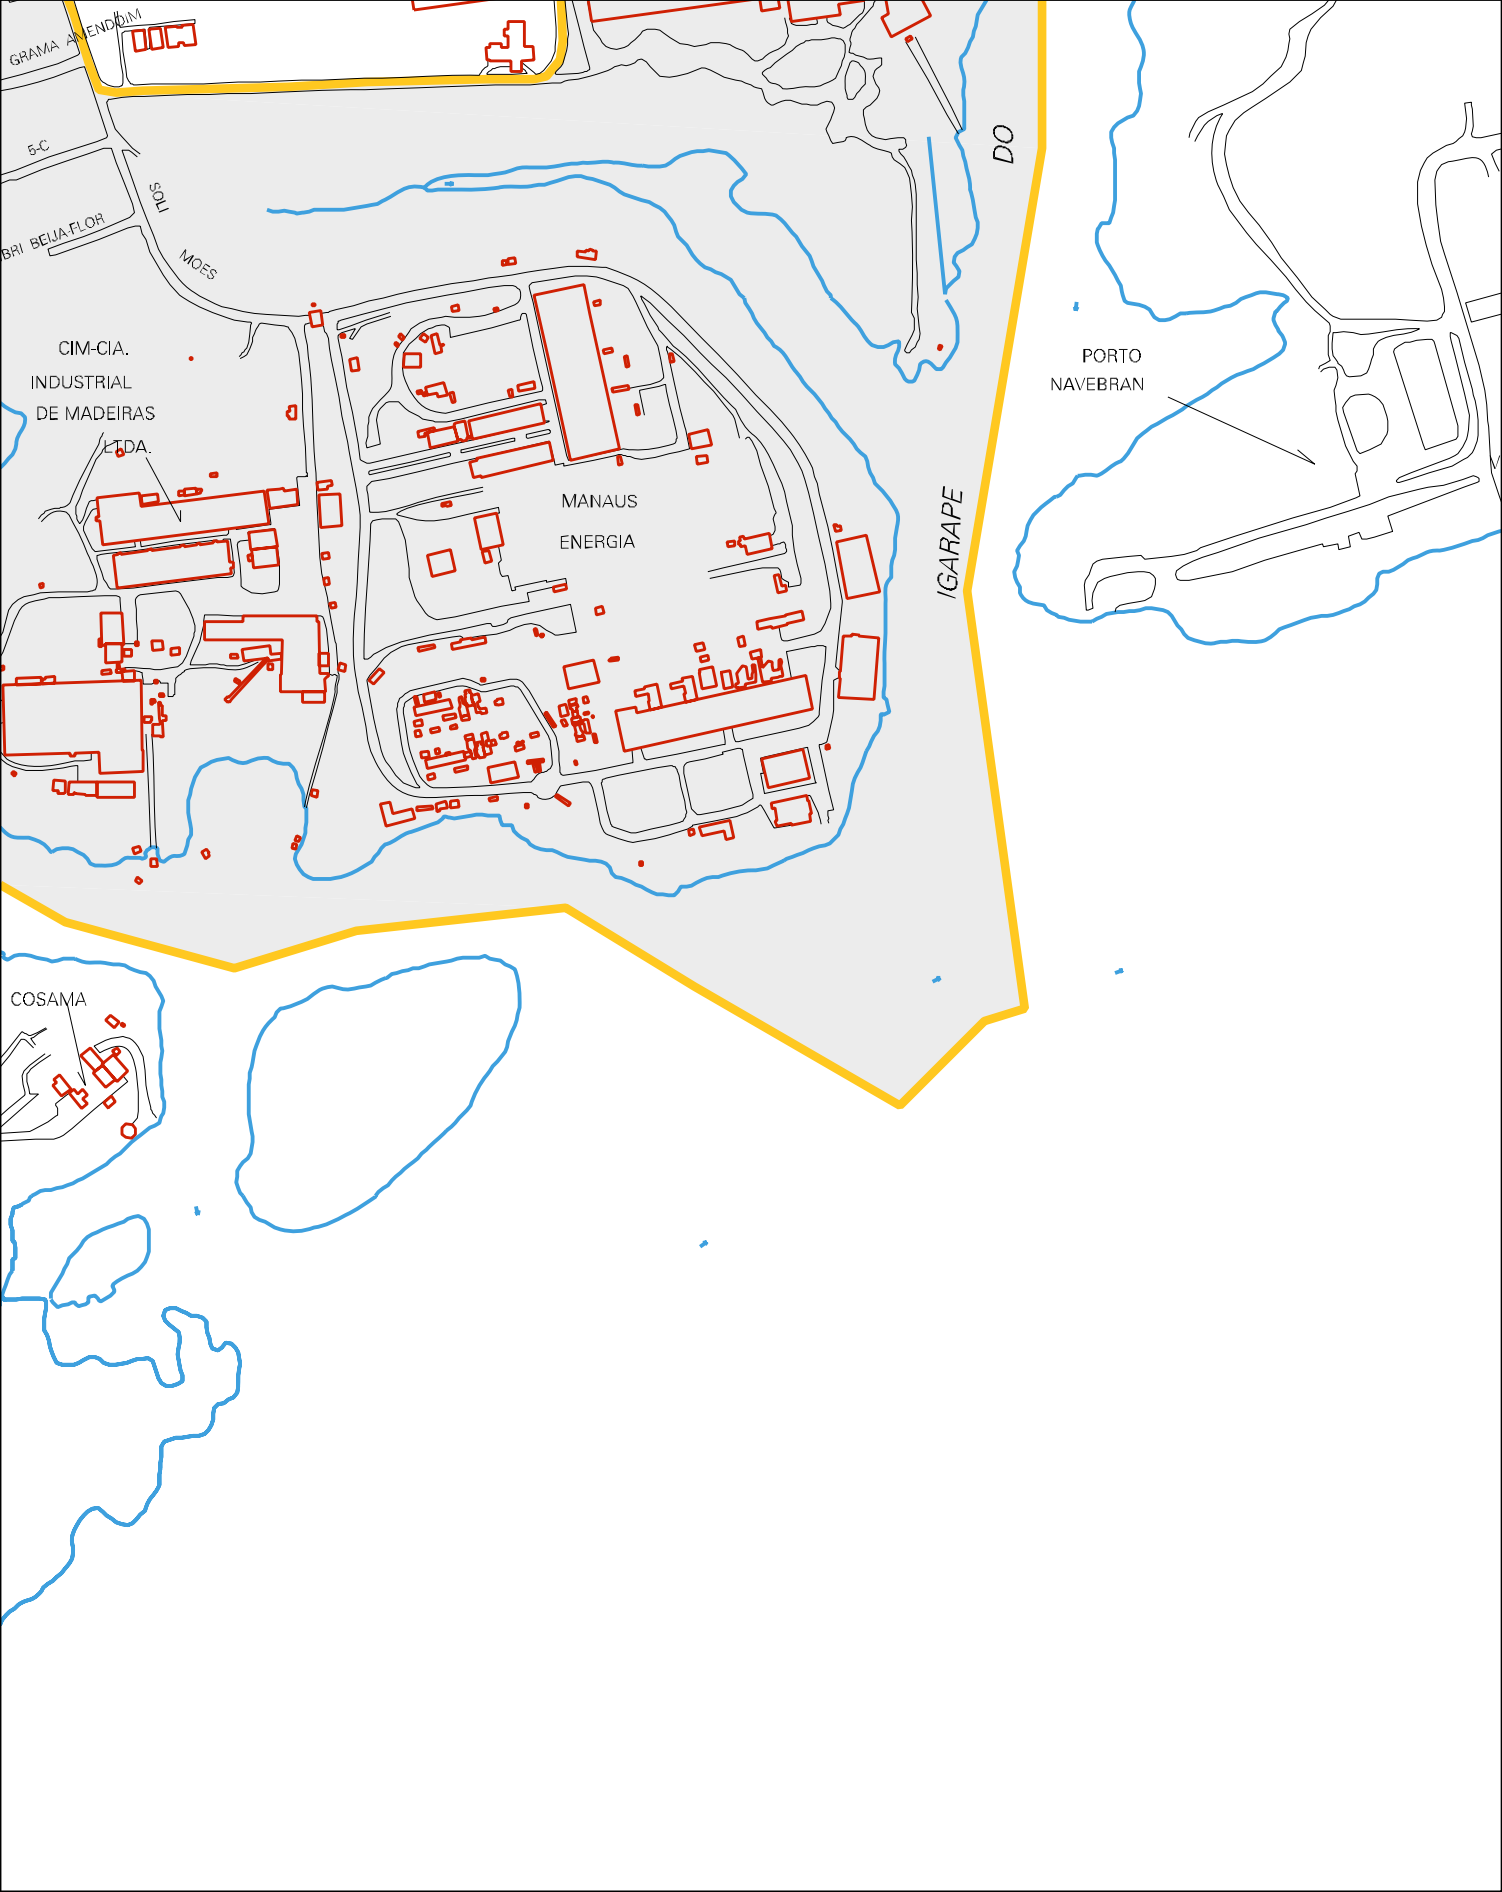 GRAMA AMENDOIM
5-C
BRI BEIJA-FLOR
SOLI
MOES
DO
IGARAPE
CIM-CIA.
INDUSTRIAL
DE MADEIRAS
LTDA.
PORTO
NAVEBRAN
MANAUS
ENERGIA
COSAMA